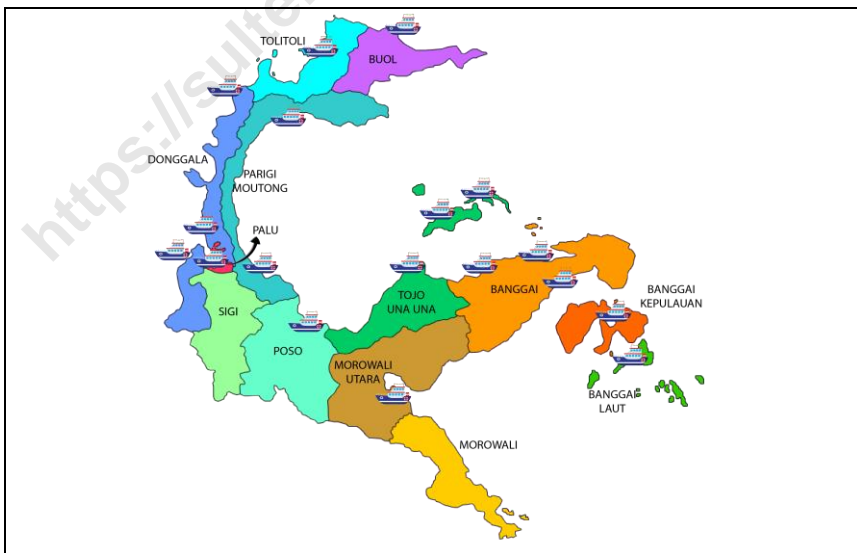 TOLITOLI
BUOL
DONGGALA
PARIGI
MOUTONG
PALU
BANGGAI
KEPULAUAN
BANGGAI
TOJO
UNA UNA
SIGI
POSO
MOROWALI
UTARA
BANGGAI
LAUT
MOROWALI
https://sulte